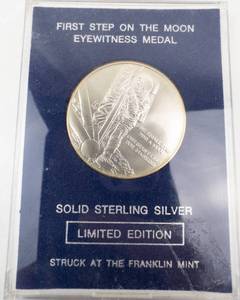 FIRST STEP ON THE MOON
EYEWITNESS MEDAL
SOLID STERLING SILVER
LIMITED EDITION
STRUCK AT THE FRANKLIN MINT